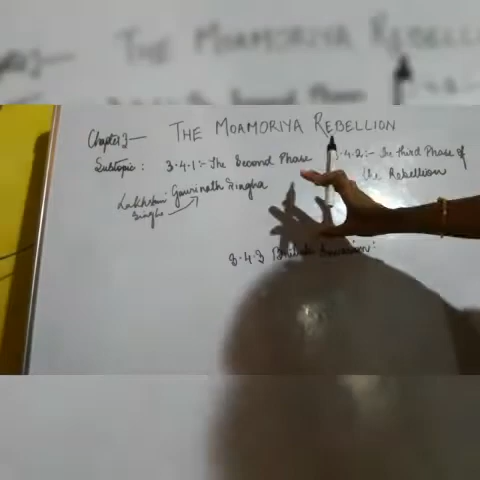 Chapter 3 —
THE MOAMORIYA REBELLION
Subtopic : 3.4.1:- The Second Phase
3.4.2:- The third Phase of
the Rebellion
Lakshmi Gaurinath Singha
Singha
3.4.3